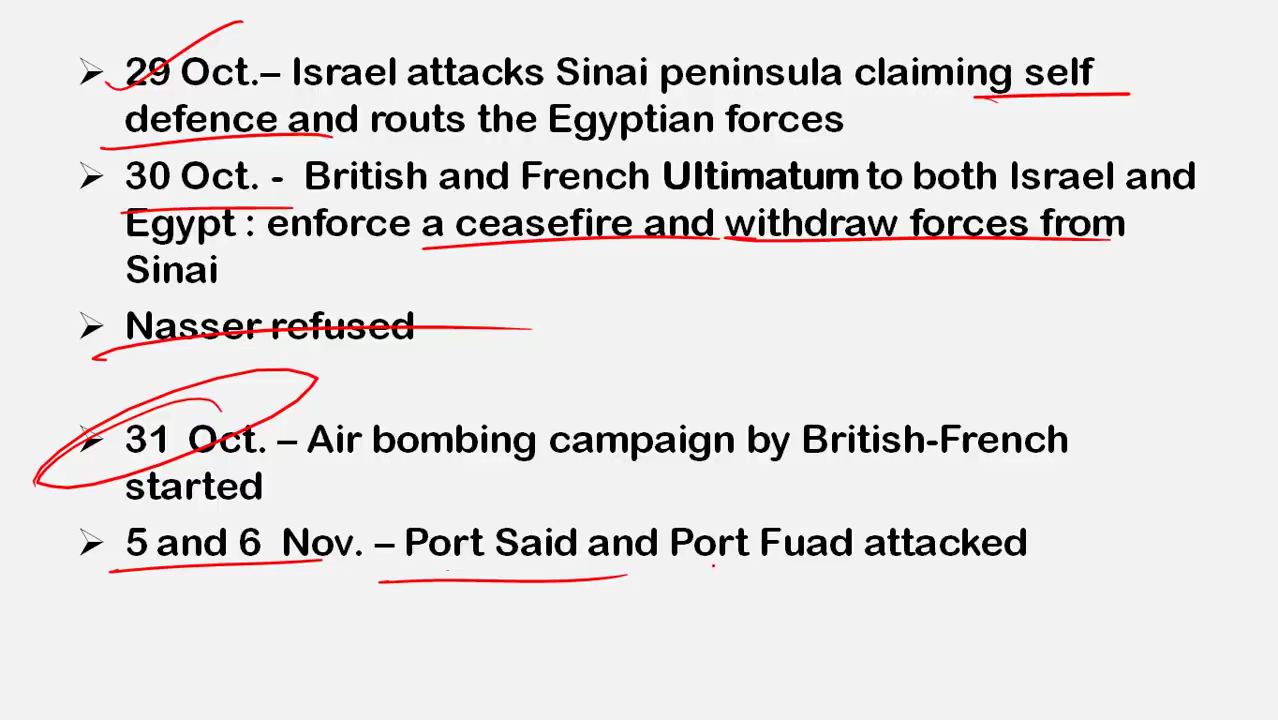 ➢ 29 Oct.– Israel attacks Sinai peninsula claiming self
defence and routs the Egyptian forces
➢ 30 Oct. - British and French Ultimatum to both Israel and
Egypt : enforce a ceasefire and withdraw forces from
Sinai
➢ Nasser refused
➢ 31 Oct. – Air bombing campaign by British-French
started
➢ 5 and 6 Nov. – Port Said and Port Fuad attacked